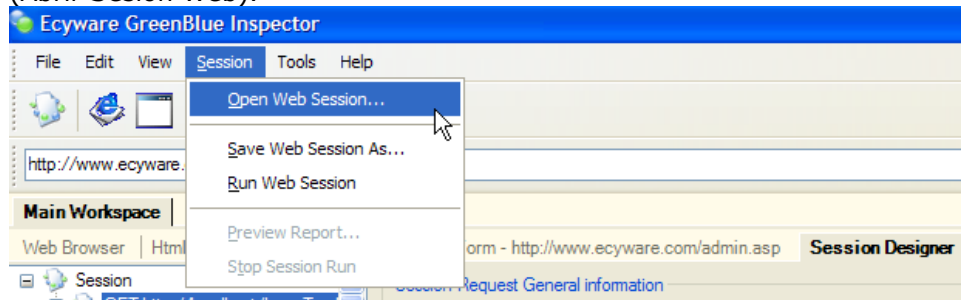 Ecyware GreenBlue Inspector
File Edit View Session Tools Help
Open Web Session...
Save Web Session As...
http://www.ecyware.
Run Web Session
Main Workspace
Preview Report...
Web Browser Html orm - http://www.ecyware.com/admin.asp Session Designer
Stop Session Run
Session
Request General information